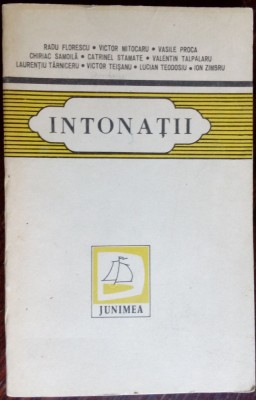 RADU FLORESCU • VICTOR MITOCARU • VASILE PROCA
CHIRIAC SAMOILĂ • CATRINEL STAMATE • VALENTIN TALPALARU
LAURENȚIU TÂRNICERU • VICTOR TEIȘANU • LUCIAN TEODOSIU • ION ZIMBRU
INTONAȚII
JUNIMEA